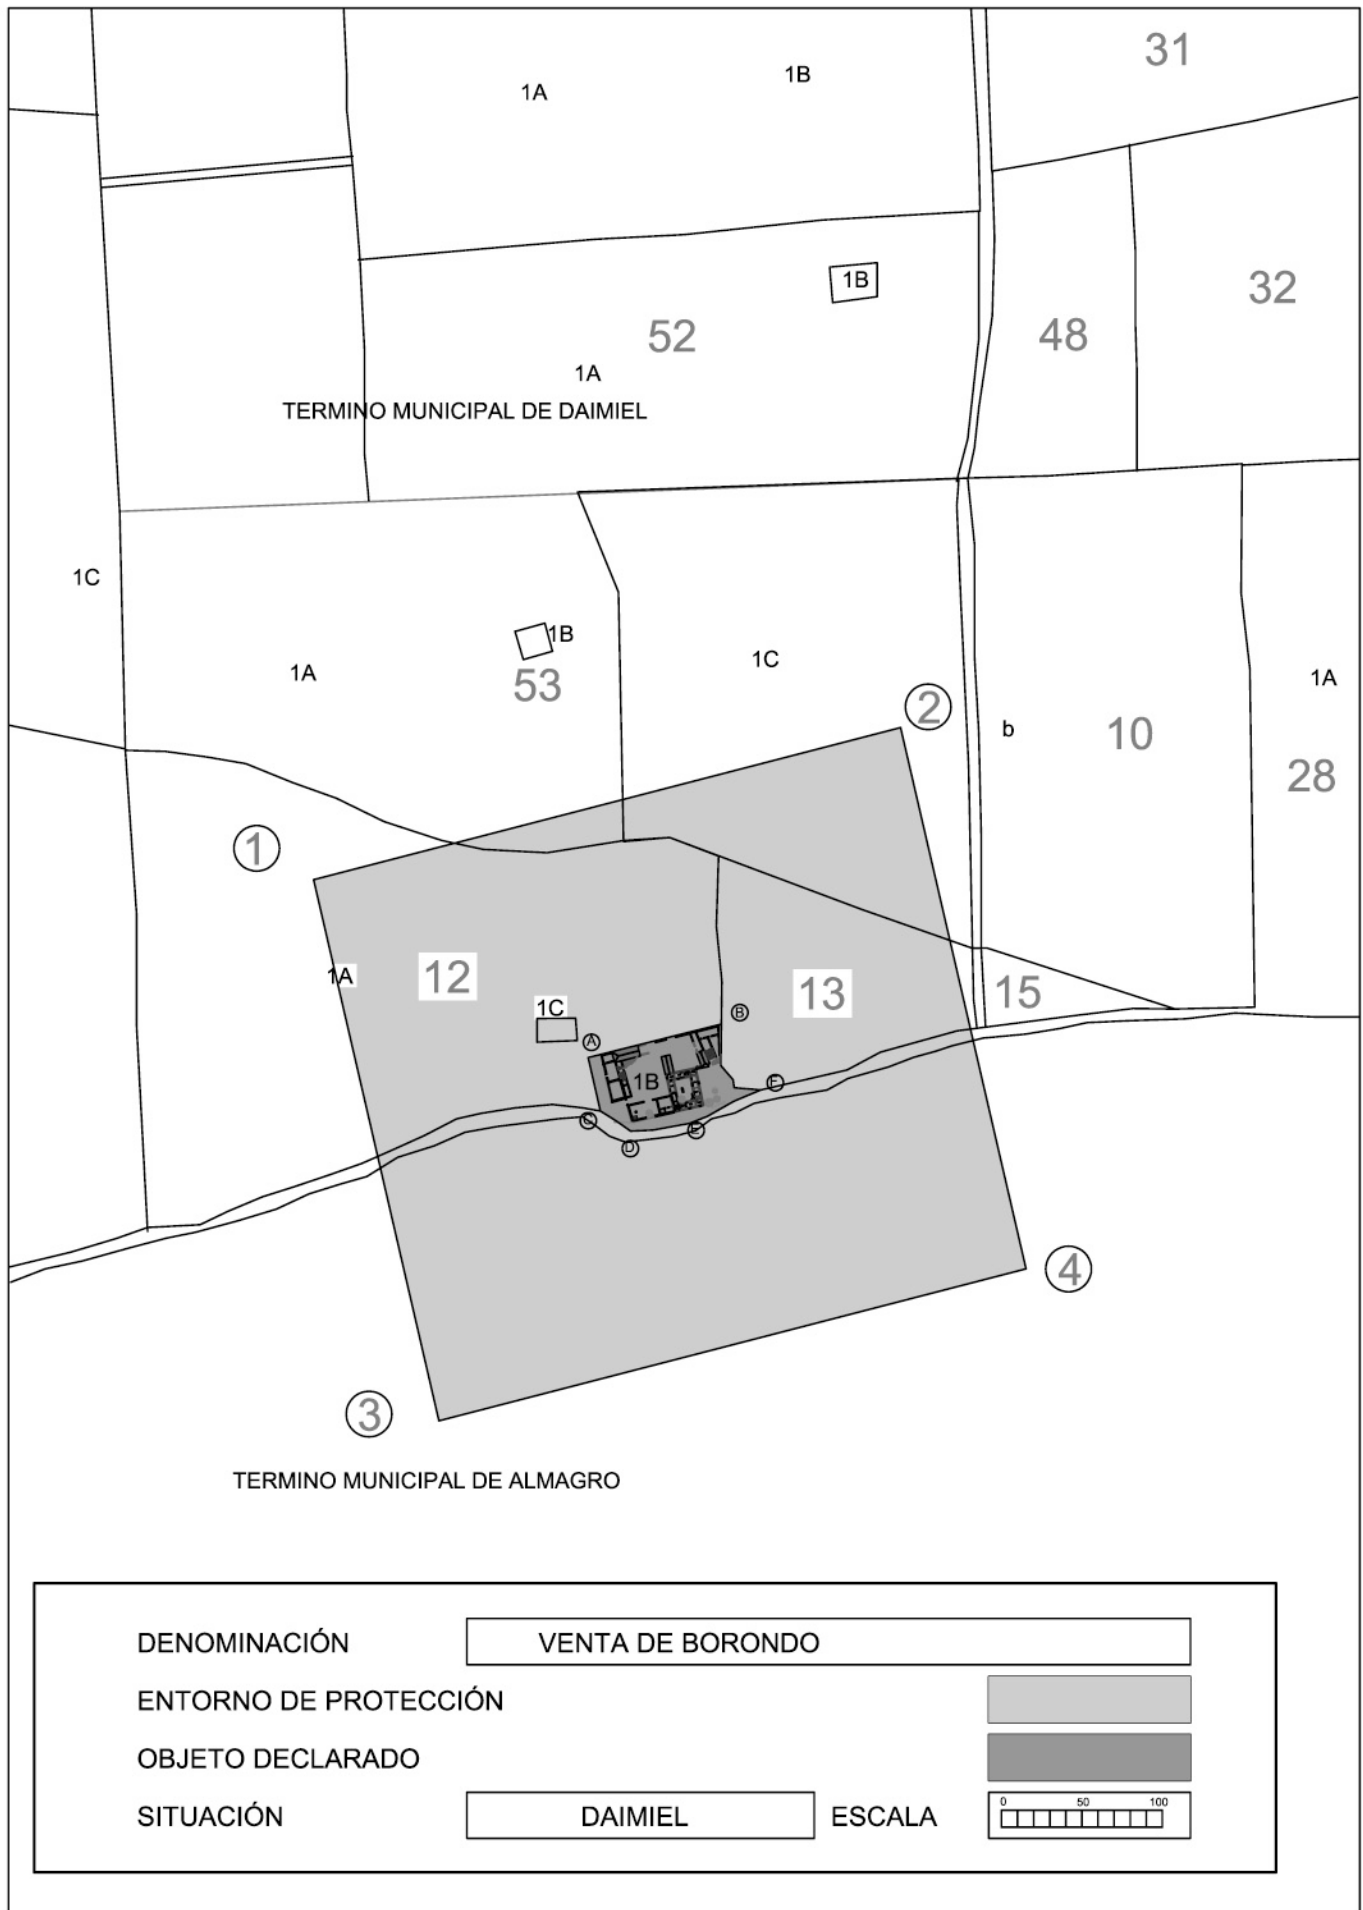 31
1B
1A
32
1B
52
48
1A
TERMINO MUNICIPAL DE DAIMIEL
1C
1B
1C
1A
53
1A
2
b
10
28
1
1A
12
13
15
1C
B
A
1B
F
C
E
D
4
3
TERMINO MUNICIPAL DE ALMAGRO
DENOMINACIÓN VENTA DE BORONDO
ENTORNO DE PROTECCIÓN
OBJETO DECLARADO
SITUACIÓN DAIMIEL ESCALA 0 50 100